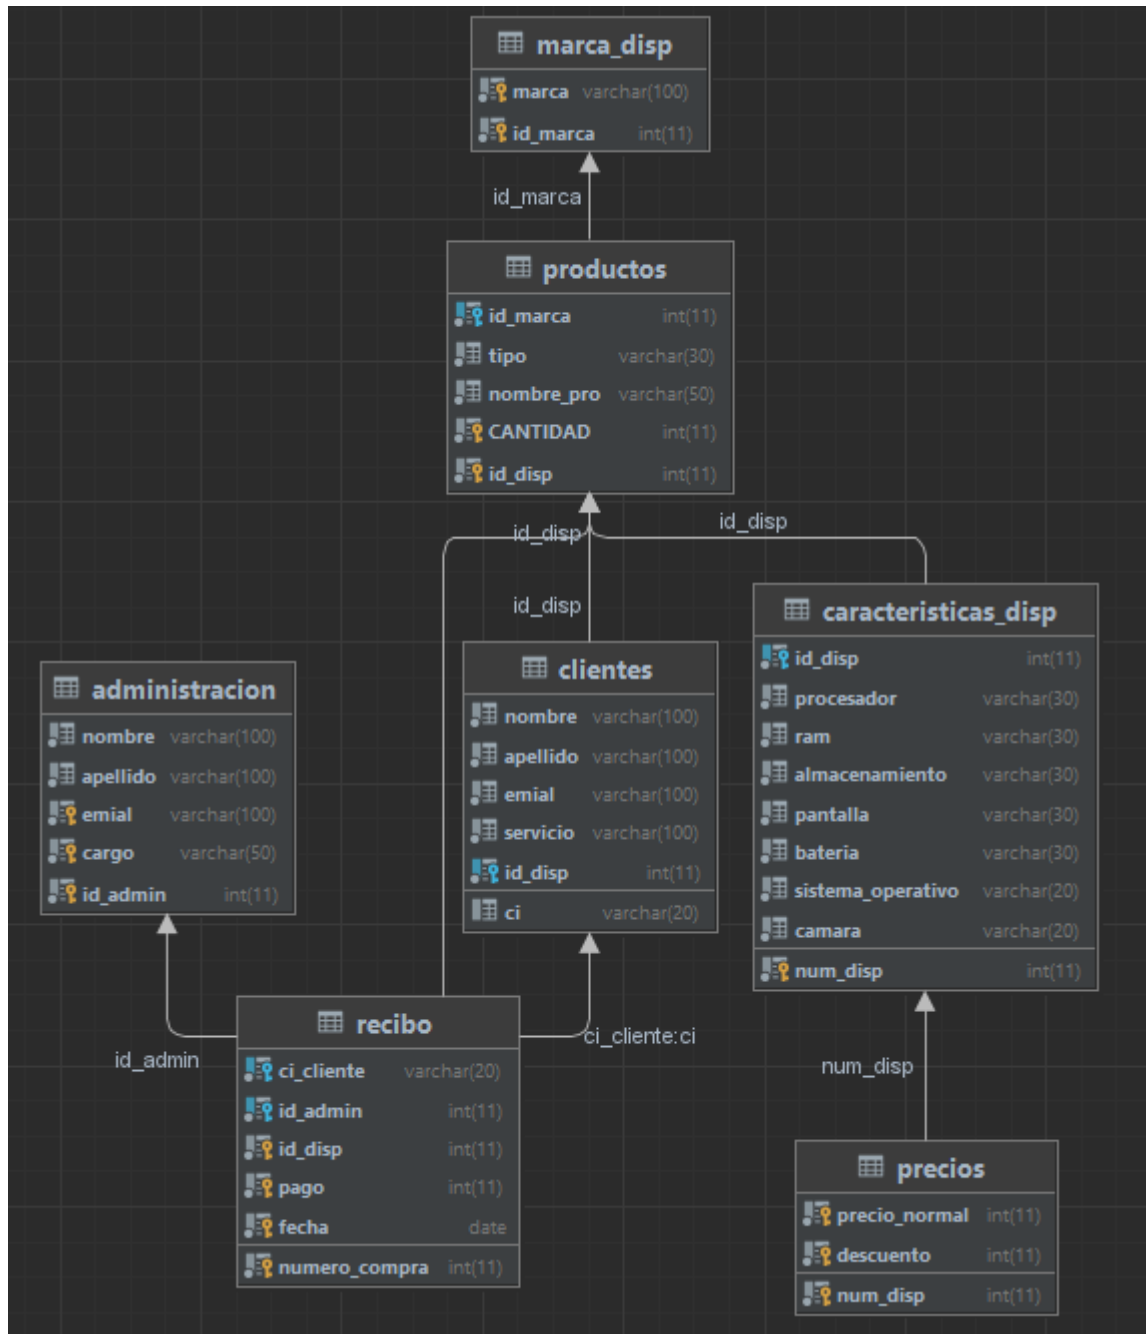 marca_disp
marca varchar(100)
id_marca int(11)
id_marca
productos
id_marca int(11)
tipo varchar(30)
nombre_pro varchar(50)
CANTIDAD int(11)
id_disp int(11)
id_disp
id_disp
id_disp
caracteristicas_disp
id_disp int(11)
procesador varchar(30)
ram varchar(30)
almacenamiento varchar(30)
pantalla varchar(30)
bateria varchar(30)
sistema_operativo varchar(20)
camara varchar(20)
num_disp int(11)
clientes
nombre varchar(100)
apellido varchar(100)
emial varchar(100)
servicio varchar(100)
id_disp int(11)
ci varchar(20)
administracion
nombre varchar(100)
apellido varchar(100)
emial varchar(100)
cargo varchar(50)
id_admin int(11)
id_admin
ci_cliente:ci
num_disp
recibo
ci_cliente varchar(20)
id_admin int(11)
id_disp int(11)
pago int(11)
fecha date
numero_compra int(11)
precios
precio_normal int(11)
descuento int(11)
num_disp int(11)